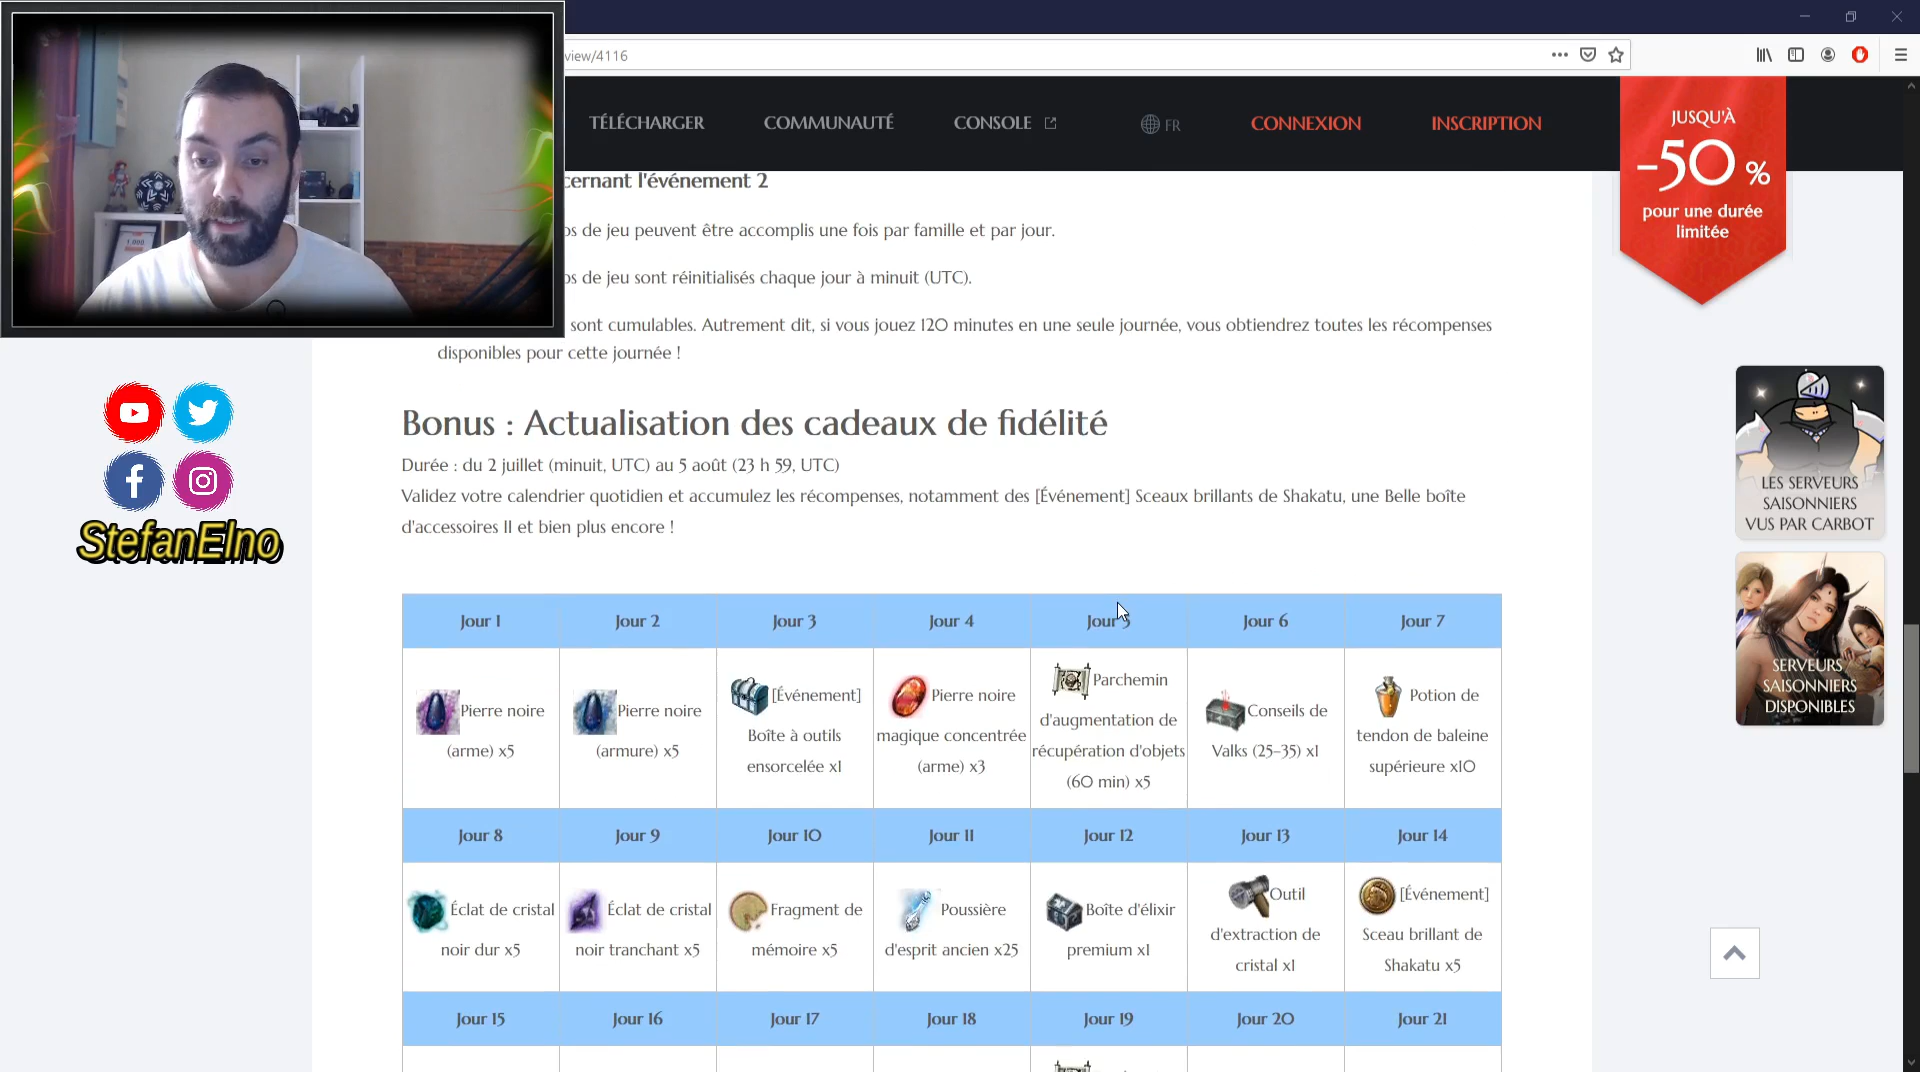 view/4116
TÉLÉCHARGER
COMMUNAUTÉ
CONSOLE
FR
CONNEXION
INSCRIPTION
JUSQU'À
-50 %
pour une durée
limitée
cernant l'événement 2
ps de jeu peuvent être accomplis une fois par famille et par jour.
ps de jeu sont réinitialisés chaque jour à minuit (UTC).
sont cumulables. Autrement dit, si vous jouez 120 minutes en une seule journée, vous obtiendrez toutes les récompenses
disponibles pour cette journée !
StefanElno
Bonus : Actualisation des cadeaux de fidélité
Durée : du 2 juillet (minuit, UTC) au 5 août (23 h 59, UTC)
Validez votre calendrier quotidien et accumulez les récompenses, notamment des [Événement] Sceaux brillants de Shakatu, une Belle boîte
d'accessoires II et bien plus encore !
LES SERVEURS
SAISONNIERS
VUS PAR CARBOT
SERVEURS
SAISONNIERS
DISPONIBLES
Jour 1
Jour 2
Jour 3
Jour 4
Jour 5
Jour 6
Jour 7
Pierre noire
(arme) x5
Pierre noire
(armure) x5
[Événement]
Boîte à outils
ensorcelée x1
Pierre noire
magique concentrée
(arme) x3
Parchemin
d'augmentation de
récupération d'objets
(60 min) x5
Conseils de
Valks (25–35) x1
Potion de
tendon de baleine
supérieure x10
Jour 8
Jour 9
Jour 10
Jour 11
Jour 12
Jour 13
Jour 14
Éclat de cristal
noir dur x5
Éclat de cristal
noir tranchant x5
Fragment de
mémoire x5
Poussière
d'esprit ancien x25
Boîte d'élixir
premium x1
Outil
d'extraction de
cristal x1
[Événement]
Sceau brillant de
Shakatu x5
Jour 15
Jour 16
Jour 17
Jour 18
Jour 19
Jour 20
Jour 21